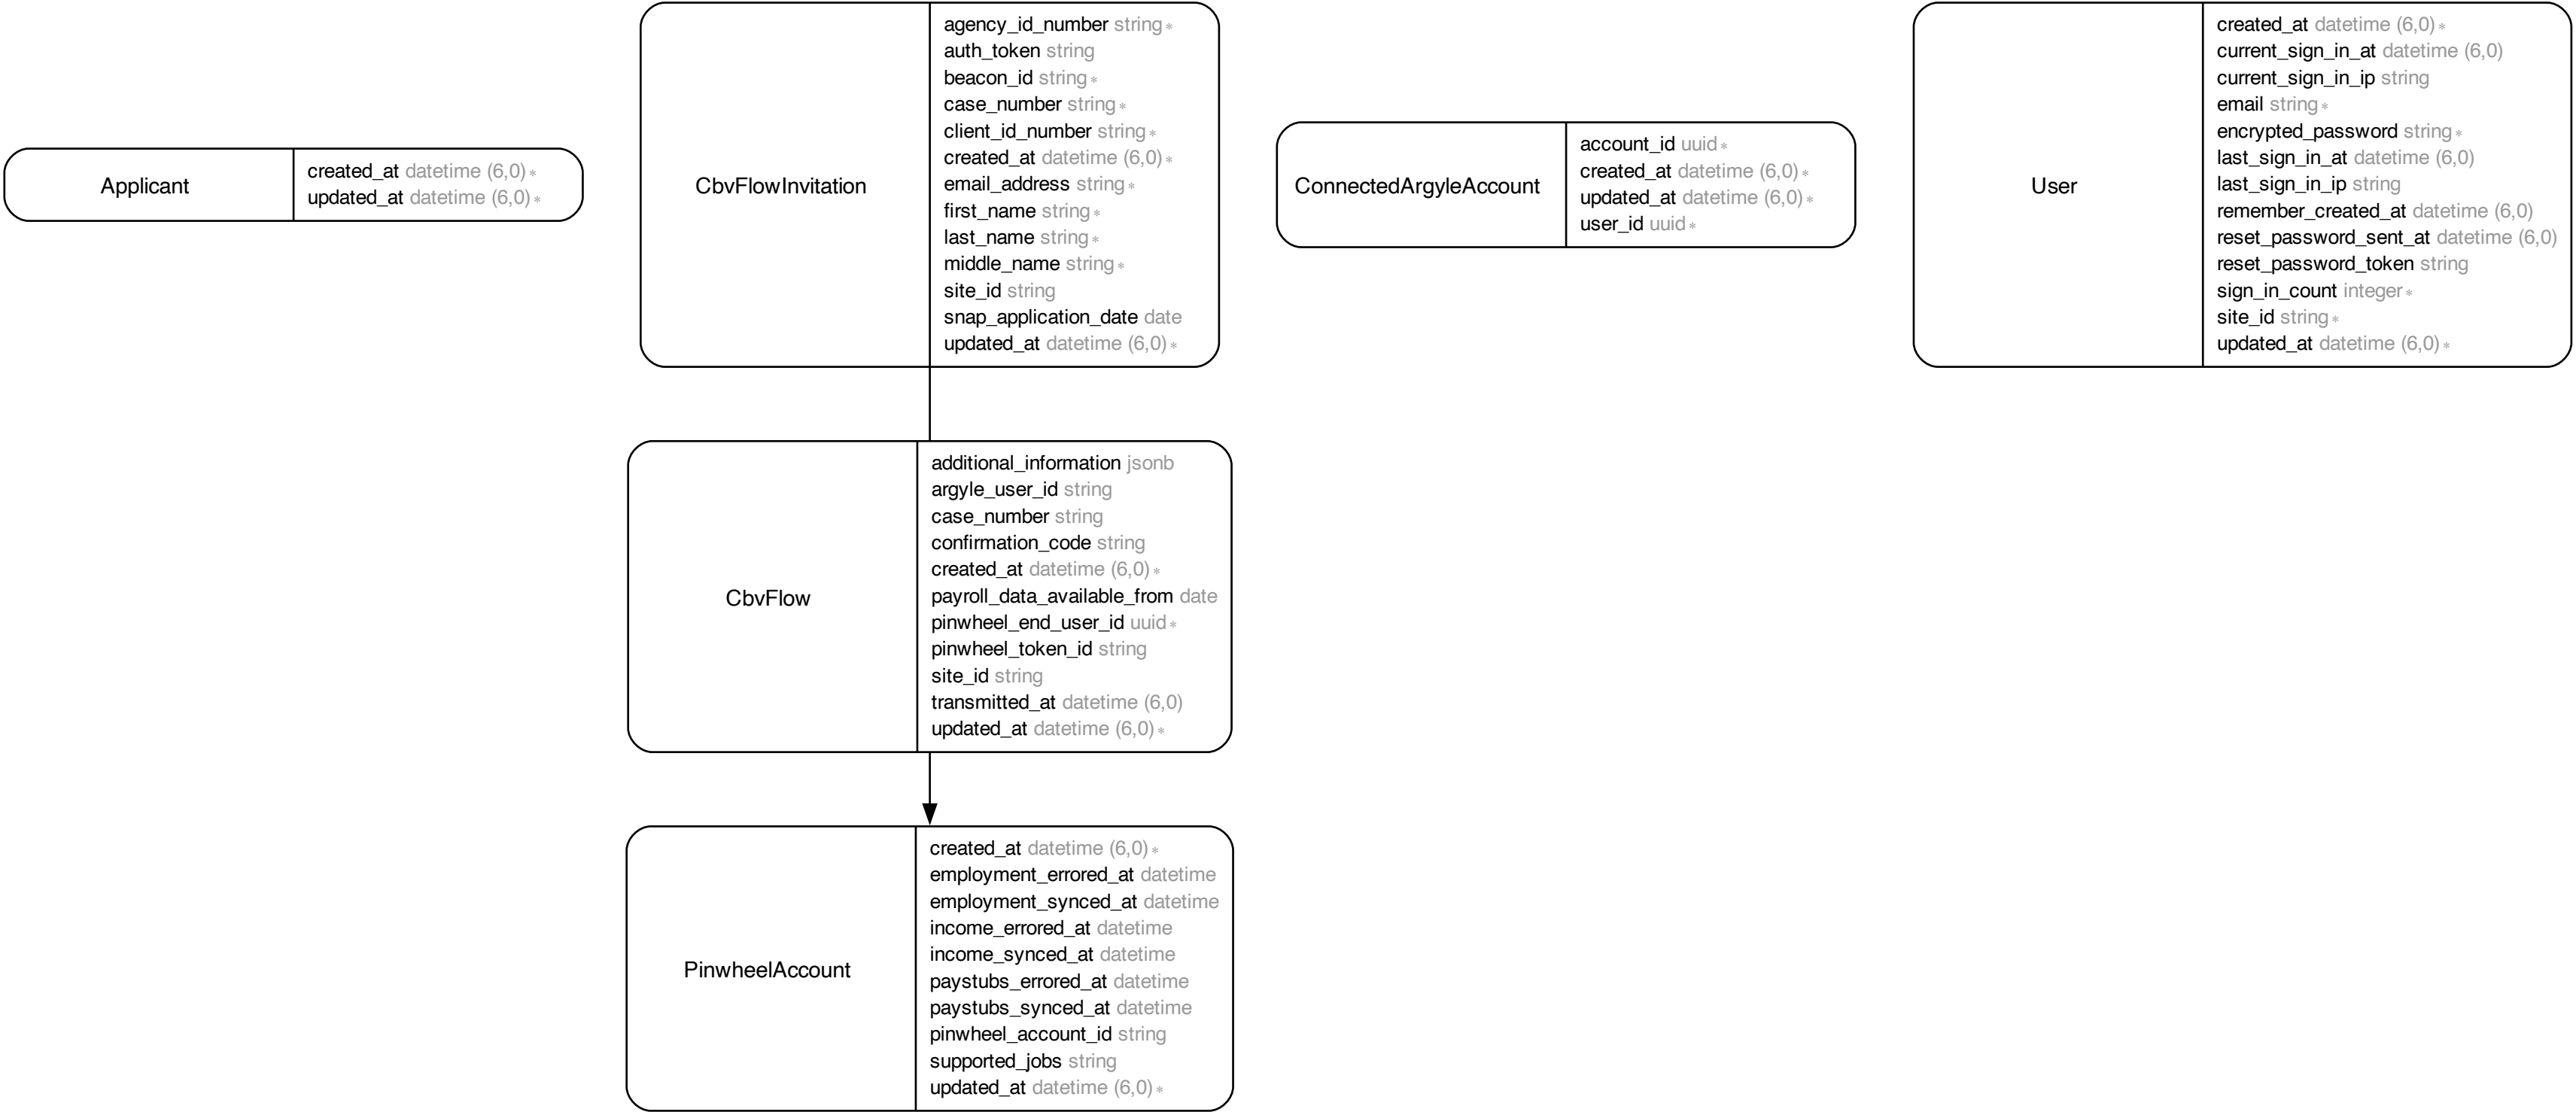 Applicant
created_at datetime (6,0) *
updated_at datetime (6,0) *
CbvFlowInvitation
agency_id_number string *
auth_token string
beacon_id string *
case_number string *
client_id_number string *
created_at datetime (6,0) *
email_address string *
first_name string *
last_name string *
middle_name string *
site_id string
snap_application_date date
updated_at datetime (6,0) *
ConnectedArgyleAccount
account_id uuid *
created_at datetime (6,0) *
updated_at datetime (6,0) *
user_id uuid *
User
created_at datetime (6,0) *
current_sign_in_at datetime (6,0)
current_sign_in_ip string
email string *
encrypted_password string *
last_sign_in_at datetime (6,0)
last_sign_in_ip string
remember_created_at datetime (6,0)
reset_password_sent_at datetime (6,0)
reset_password_token string
sign_in_count integer *
site_id string *
updated_at datetime (6,0) *
CbvFlow
additional_information jsonb
argyle_user_id string
case_number string
confirmation_code string
created_at datetime (6,0) *
payroll_data_available_from date
pinwheel_end_user_id uuid *
pinwheel_token_id string
site_id string
transmitted_at datetime (6,0)
updated_at datetime (6,0) *
PinwheelAccount
created_at datetime (6,0) *
employment_errored_at datetime
employment_synced_at datetime
income_errored_at datetime
income_synced_at datetime
paystubs_errored_at datetime
paystubs_synced_at datetime
pinwheel_account_id string
supported_jobs string
updated_at datetime (6,0) *